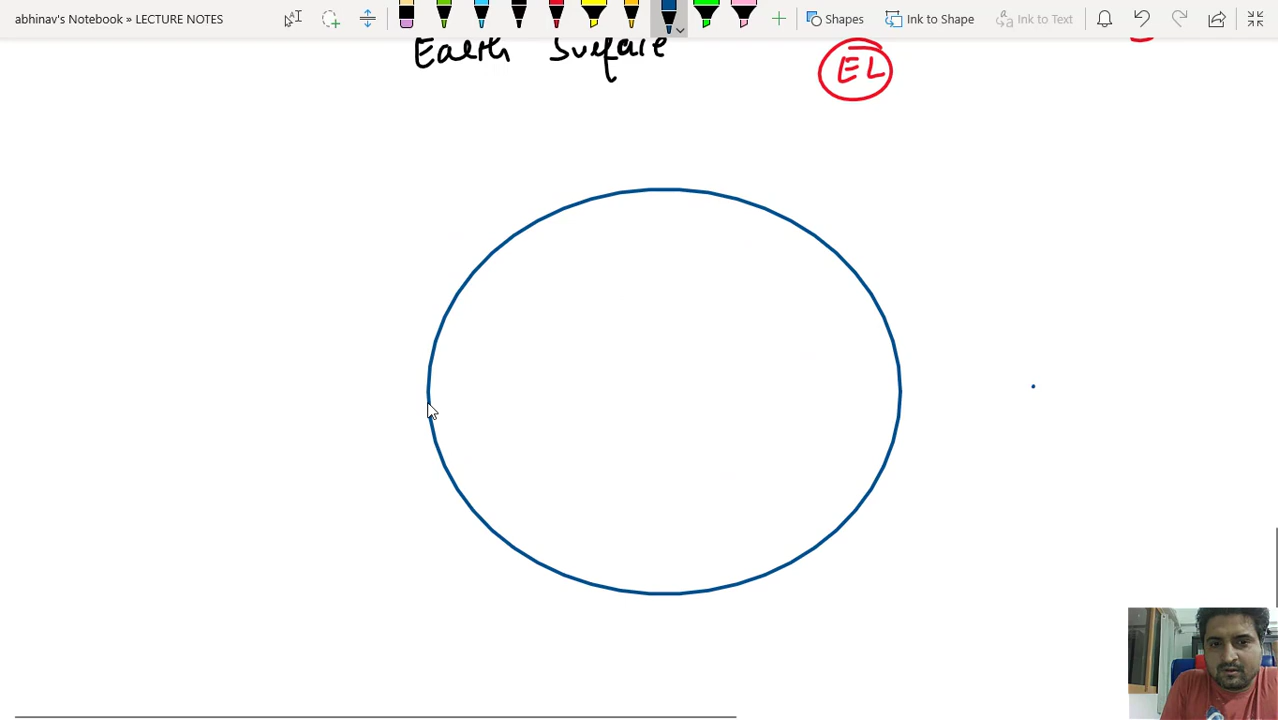 abhinav's Notebook » LECTURE NOTES
Shapes
Ink to Shape
Ink to Text
Earth Surface
EL